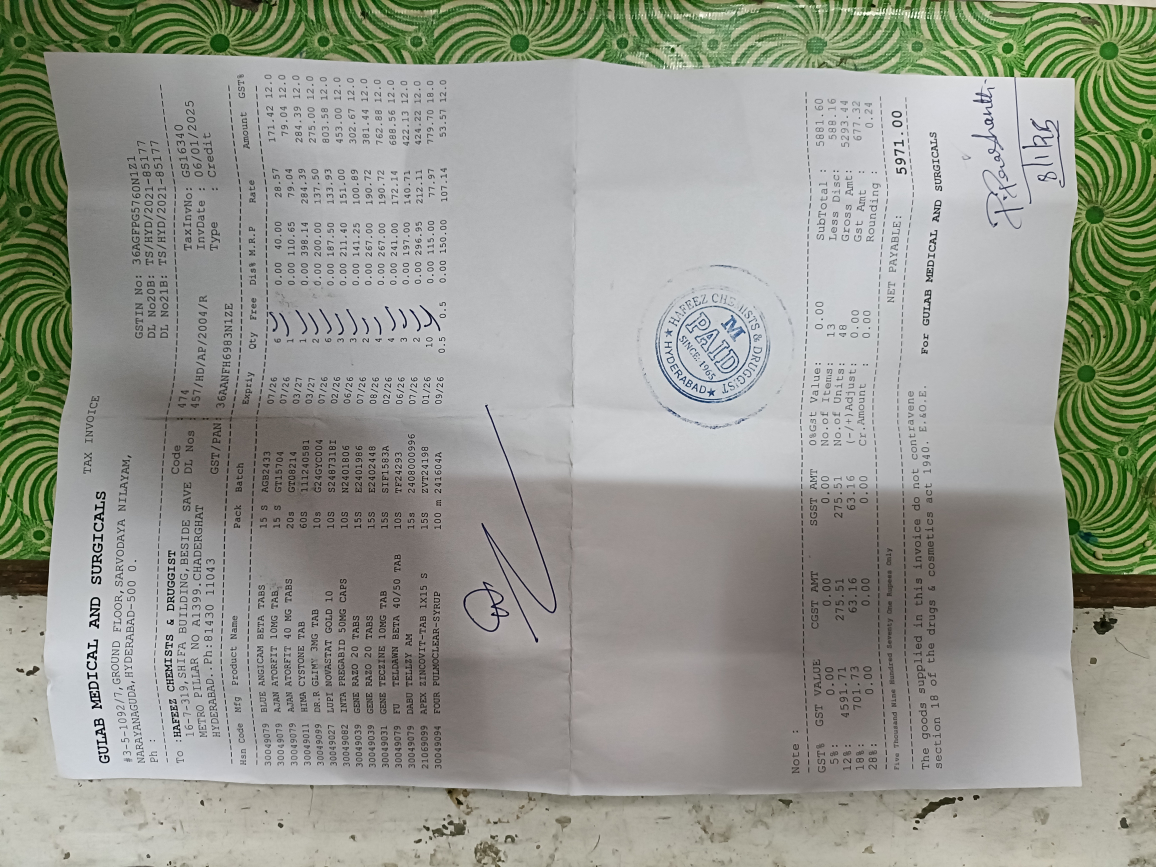 GULAB MEDICAL AND SURGICALS TAX INVOICE
#3-5-1092/7,GROUND FLOOR,SARVODAYA NILAYAM, GSTIN No: 36AGFPG5760N1Z1
NARAYANAGUDA,HYDERABAD-500 0. DL No20B: TS/HYD/2021-85177
Ph : DL No21B: TS/HYD/2021-85177
To :HAFEEZ CHEMISTS & DRUGGIST Code : 474 TaxInvNo: GS16340
16-7-319,SHIFA BUILDING,BESIDE SAVE DL Nos : 457/HD/AP/2004/R InvDate : 06/01/2025
METRO PILLAR NO A1399.CHADERGHAT Type : Credit
HYDERABAD..Ph:81430 11043 GST/PAN: 36AANFH6983N1ZE
Hsn Code Mfg Product Name Pack Batch Expriy Qty Free Dis% M.R.P Rate Amount GST%
30049079 BLUE ANGICAM BETA TABS 15 S AGB2433 07/26 6 0.00 40.00 28.57 171.42 12.0
30049079 AJAN ATORFIT 10MG TAB 15 S GT15704 07/26 1 0.00 110.65 79.04 79.04 12.0
30049079 AJAN ATORFIT 40 MG TABS 20s GT08214 03/27 1 0.00 398.14 284.39 284.39 12.0
30049011 HIMA CYSTONE TAB 60S 111240581 03/27 2 0.00 200.00 137.50 275.00 12.0
30049099 DR.R GLIMY 3MG TAB 10s G24GYC004 07/26 6 0.00 187.50 133.93 803.58 12.0
30049027 LUPI NOVASTAT GOLD 10 10S S248731BI 02/26 3 0.00 211.40 151.00 453.00 12.0
30049082 INTA PREGABID 50MG CAPS 10S N2401806 06/26 3 0.00 141.25 100.89 302.67 12.0
30049039 GENE RAZO 20 TABS 15S E2401986 07/26 2 0.00 267.00 190.72 381.44 12.0
30049039 GENE RAZO 20 TABS 15S E2402448 08/26 4 0.00 267.00 190.72 762.88 12.0
30049031 GENE TECZINE 10MG TAB 15S SIF1583A 02/26 4 0.00 241.00 172.14 688.56 12.0
30049079 FU TELDAWN BETA 40/50 TAB 10S TF24293 06/26 3 0.00 197.00 140.71 422.13 12.0
30049079 DABU TELLZY AM 15s 2408000996 07/26 2 0.00 296.95 212.11 424.22 12.0
21069099 APEX ZINCOVIT-TAB 1X15 S 15S ZVT24198 01/26 10 0.00 115.00 77.97 779.70 18.0
30049094 FOUR PULMOCLEAR-SYRUP 100 m 241604A 09/26 0.5 0.5 0.00 150.00 107.14 53.57 12.0
HAFEEZ CHEMISTS & DRUGGIST
★ HYDERABAD ★
PAID
M
SINCE. 1965
Note :
GST% GST VALUE CGST AMT SGST AMT 0%Gst Value: 0.00 SubTotal : 5881.60
5%: 0.00 0.00 0.00 No.of Items: 13 Less Disc: 588.16
12%: 4591.71 275.51 275.51 No.of Units: 48 Gross Amt: 5293.44
18%: 701.73 63.16 63.16 (-/+)Adjust: 0.00 Gst Amt : 677.32
28%: 0.00 0.00 0.00 Cr.Amount : 0.00 Rounding : 0.24
Five Thousand Nine Hundred Seventy One Rupees Only NET PAYABLE: 5971.00
The goods supplied in this invoice do not contravene
section 18 of the drugs & cosmetics act 1940. E.&O.E. For GULAB MEDICAL AND SURGICALS
P. Prashanth
8/1/25